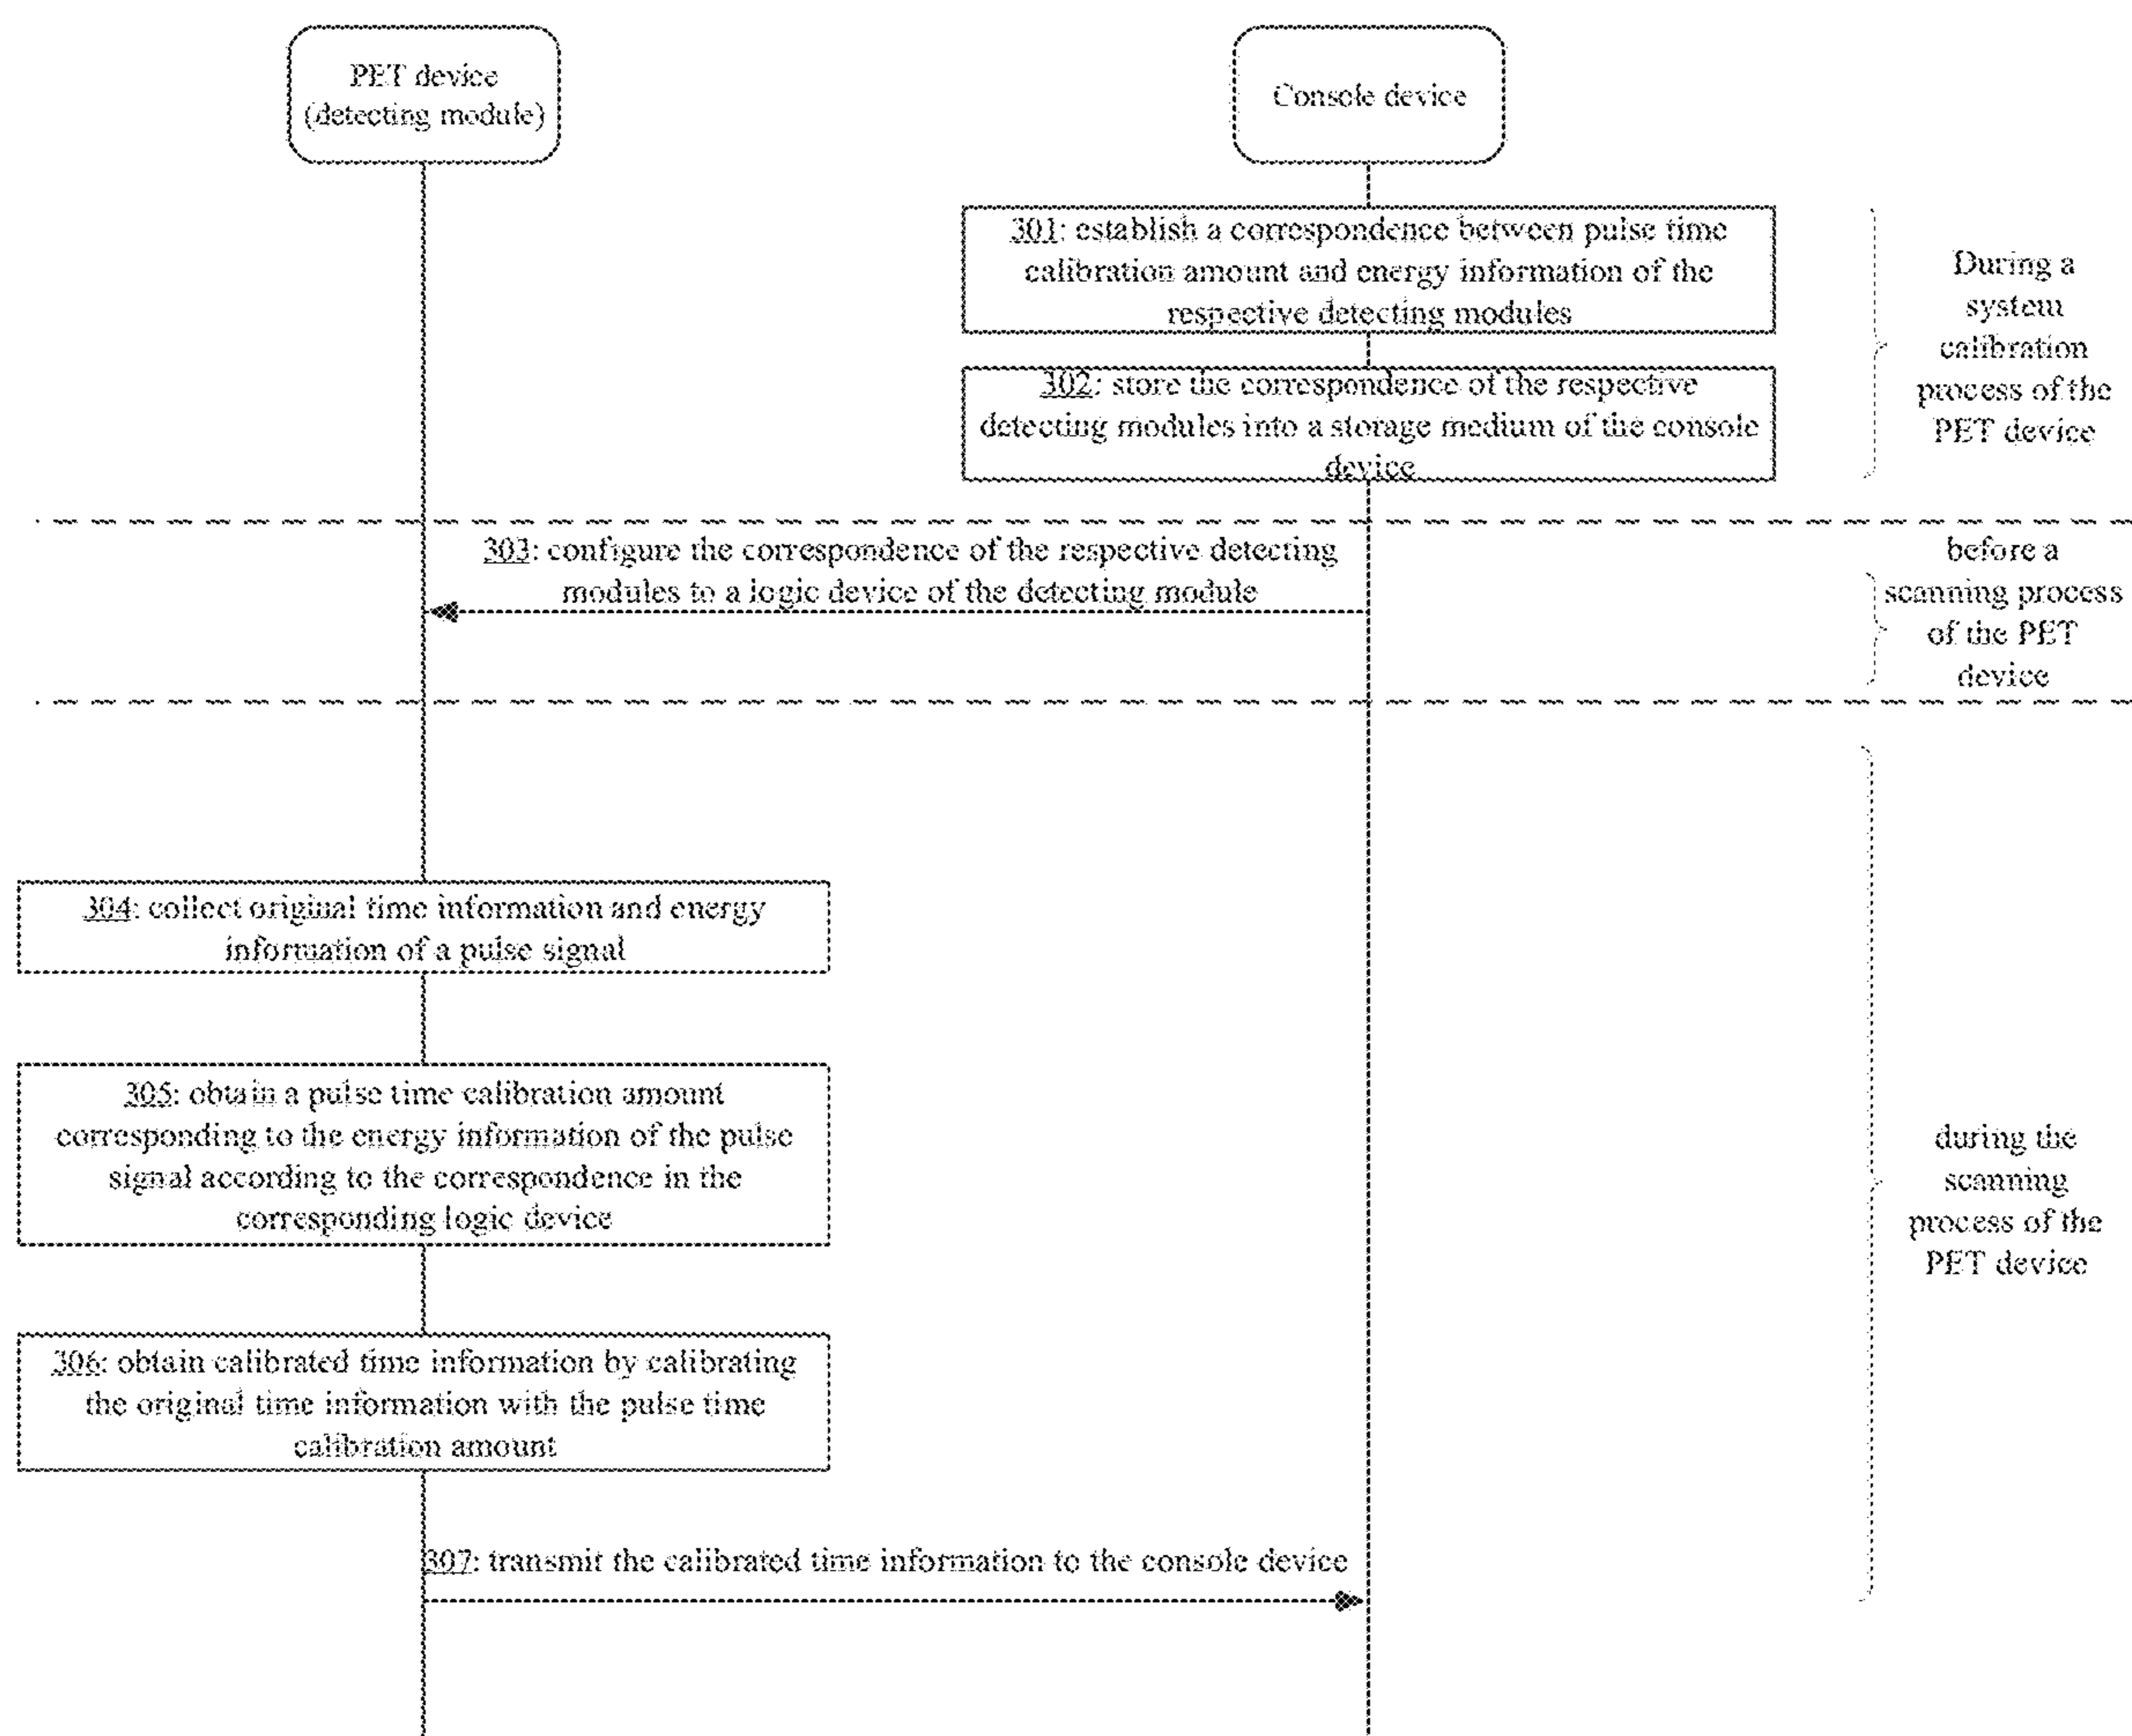 PET device
(detecting module)
Console device
301: establish a correspondence between pulse time
calibration amount and energy information of the
respective detecting modules
302: store the correspondence of the respective
detecting modules into a storage medium of the console
device
During a
system
calibration
process of the
PET device
303: configure the correspondence of the respective detecting
modules to a logic device of the detecting module
before a
scanning process
of the PET
device
304: collect original time information and energy
information of a pulse signal
305: obtain a pulse time calibration amount
corresponding to the energy information of the pulse
signal according to the correspondence in the
corresponding logic device
306: obtain calibrated time information by calibrating
the original time information with the pulse time
calibration amount
307: transmit the calibrated time information to the console device
during the
scanning
process of the
PET device